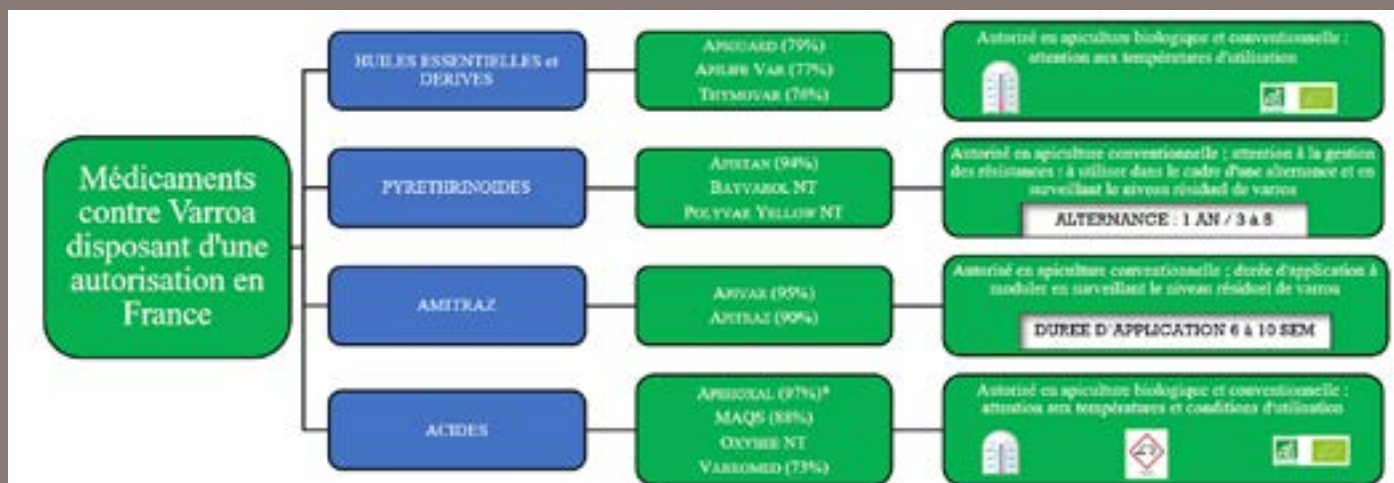 Médicaments
contre Varroa
disposant d'une
autorisation en
France
HUILES ESSENTIELLES et
DERIVES
APIGUARD (79%)
APILIFE VAR (77%)
THYMOVAR (76%)
Autorisé en apiculture biologique et conventionnelle :
attention aux températures d'utilisation
PYRETHRINOIDES
APISTAN (94%)
BAYVAROL NT
POLYVAR YELLOW NT
Autorisé en apiculture conventionnelle ; attention à la gestion
des résistances : à utiliser dans le cadre d'une alternance et en
surveillant le niveau résiduel de varroa
ALTERNANCE : 1 AN / 3 à 5
AMITRAZ
APIVAR (95%)
APITRAZ (90%)
Autorisé en apiculture conventionnelle ; durée d'application à
moduler en surveillant le niveau résiduel de varroa
DUREE D'APPLICATION 6 à 10 SEM
ACIDES
APIBIOXAL (97%)*
MAQS (88%)
OXYBEE NT
VARROMED (73%)
Autorisé en apiculture biologique et conventionnelle :
attention aux températures et conditions d'utilisation